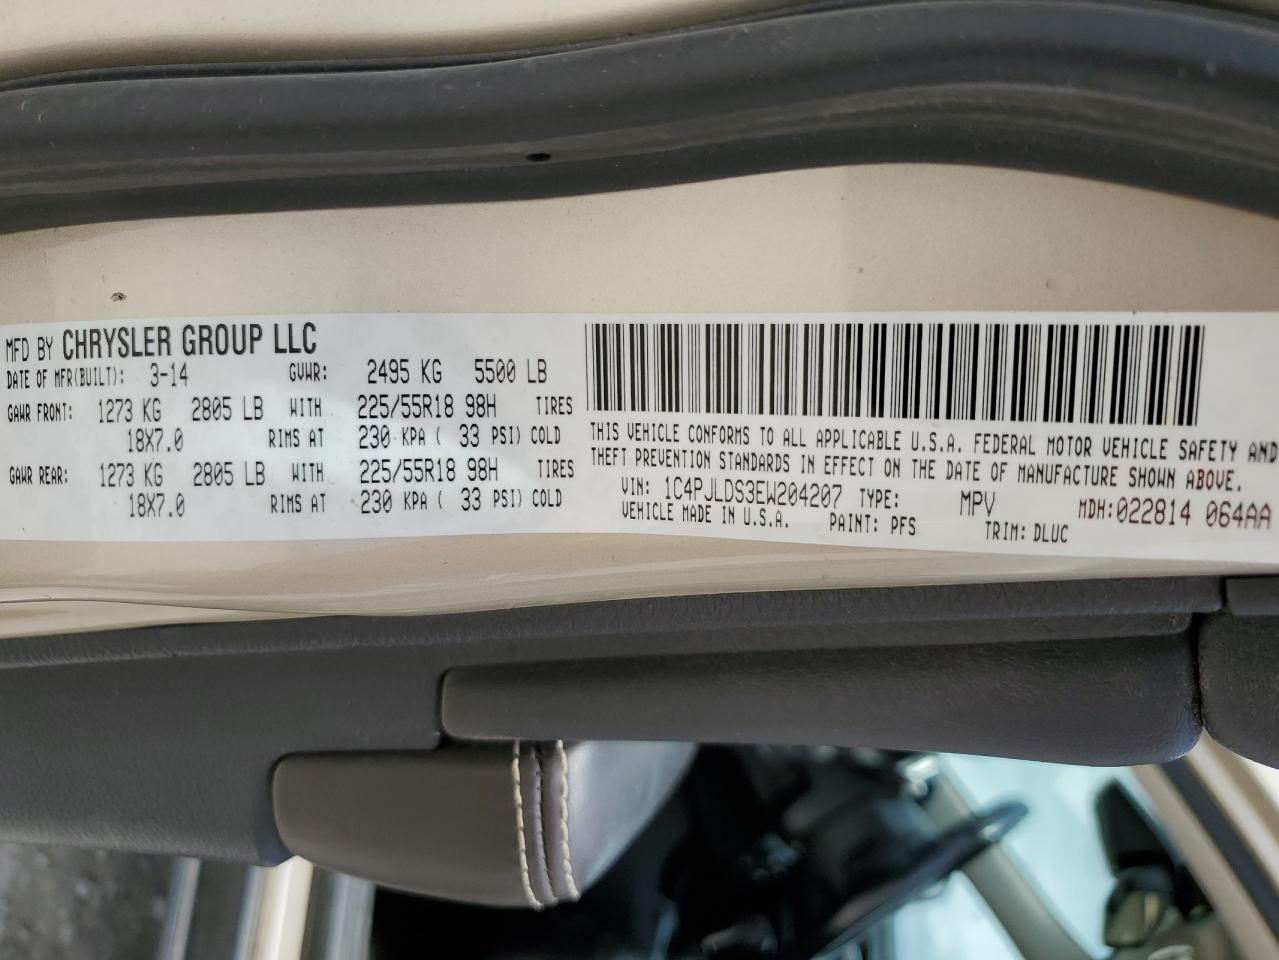 MFD BY CHRYSLER GROUP LLC
DATE OF MFR(BUILT): 3-14 GVWR: 2495 KG 5500 LB
GAWR FRONT: 1273 KG 2805 LB WITH 225/55R18 98H TIRES
18X7.0 RIMS AT 230 KPA ( 33 PSI) COLD
GAWR REAR: 1273 KG 2805 LB WITH 225/55R18 98H TIRES
18X7.0 RIMS AT 230 KPA ( 33 PSI) COLD
THIS VEHICLE CONFORMS TO ALL APPLICABLE U.S.A. FEDERAL MOTOR VEHICLE SAFETY AND
THEFT PREVENTION STANDARDS IN EFFECT ON THE DATE OF MANUFACTURE SHOWN ABOVE.
VIN: 1C4PJLDS3EW204207 TYPE: MPV MDH:022814 064AA
VEHICLE MADE IN U.S.A. PAINT: PFS TRIM: DLUC